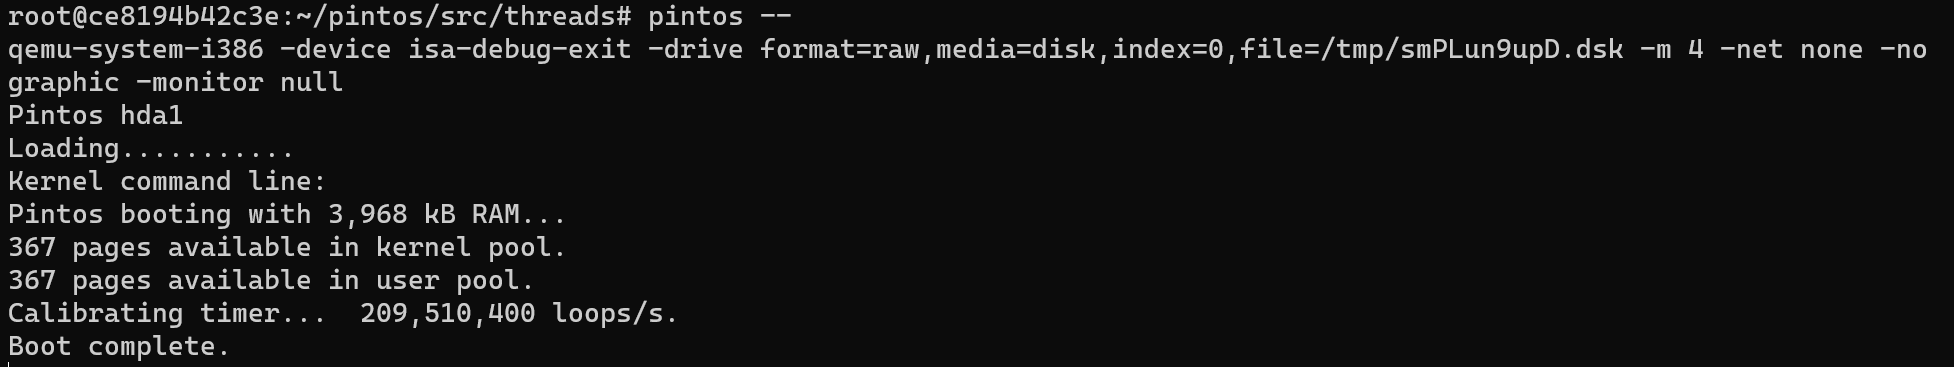 root@ce8194b42c3e:~/pintos/src/threads# pintos --
qemu-system-i386 -device isa-debug-exit -drive format=raw,media=disk,index=0,file=/tmp/smPLun9upD.dsk -m 4 -net none -no
graphic -monitor null
Pintos hda1
Loading...........
Kernel command line:
Pintos booting with 3,968 kB RAM...
367 pages available in kernel pool.
367 pages available in user pool.
Calibrating timer...  209,510,400 loops/s.
Boot complete.